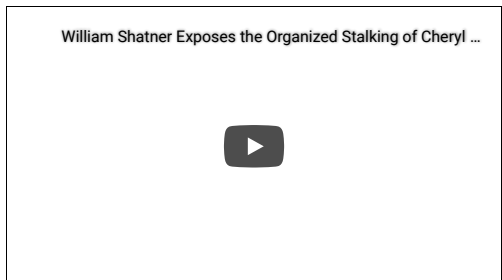 William Shatner Exposes the Organized Stalking of Cheryl ...